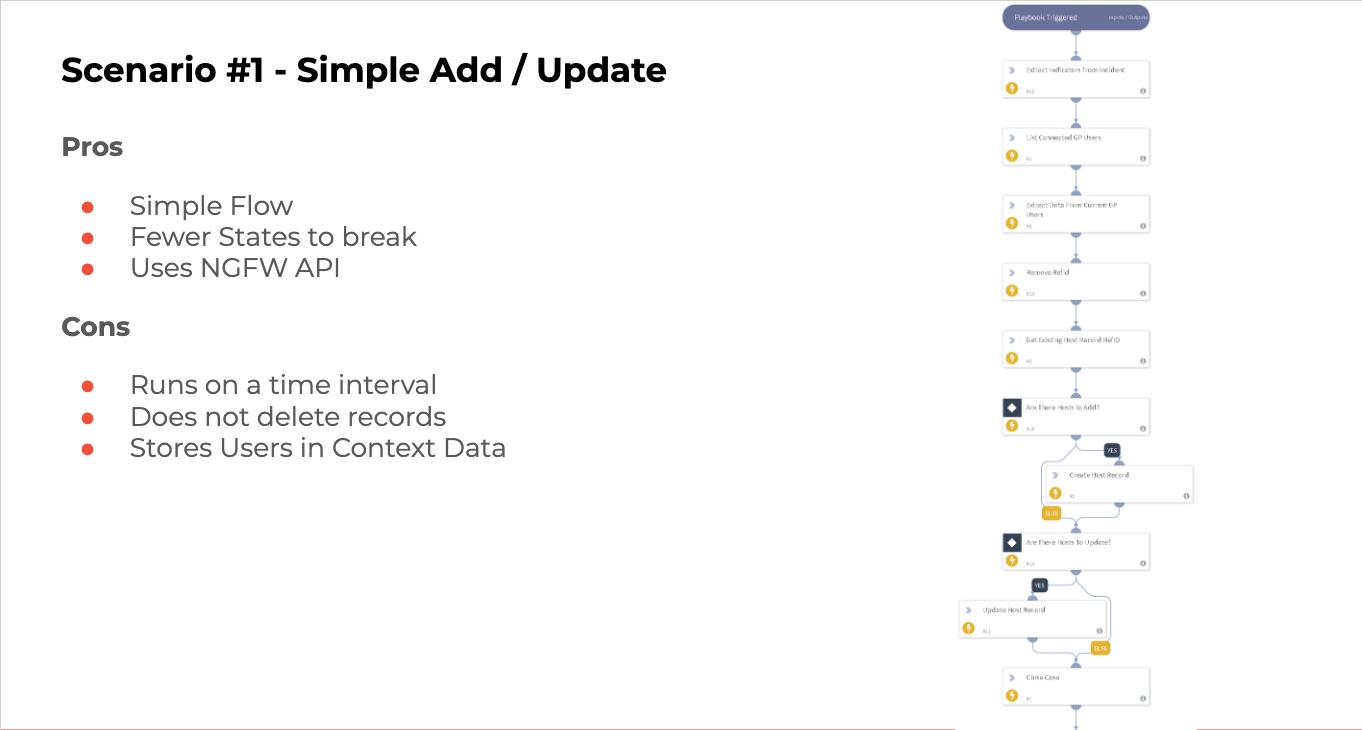 Scenario #1 - Simple Add / Update
Pros
● Simple Flow
● Fewer States to break
● Uses NGFW API
Cons
● Runs on a time interval
● Does not delete records
● Stores Users in Context Data
Playbook Triggered
Inputs / Outputs
Extract Indicators from Incident
List Connected GP Users
Extract Data From Current GP
Users
Remove RefId
Get Existing Host Record RefID
Are There Hosts to Add?
YES
Create Host Record
ELSE
Are There Hosts To Update?
YES
Update Host Record
#12
ELSE
Close Case